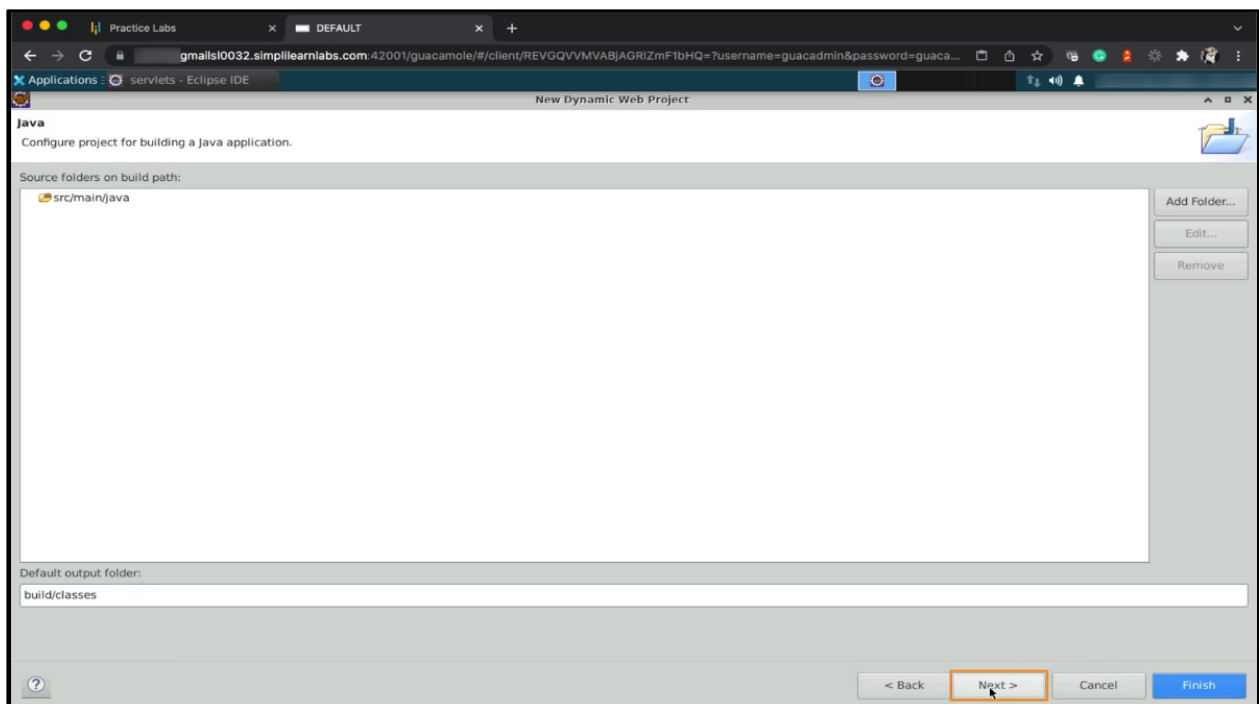 Practice Labs
DEFAULT
gmailsl0032.simplilearnlabs.com:42001/guacamole/#/client/REVGQVVMVABjAGRlZmF1bHQ=?username=guacadmin&password=guaca...
Applications
servlets - Eclipse IDE
New Dynamic Web Project
Java
Configure project for building a Java application.
Source folders on build path:
src/main/java
Add Folder...
Edit...
Remove
Default output folder:
build/classes
?
< Back
Next >
Cancel
Finish